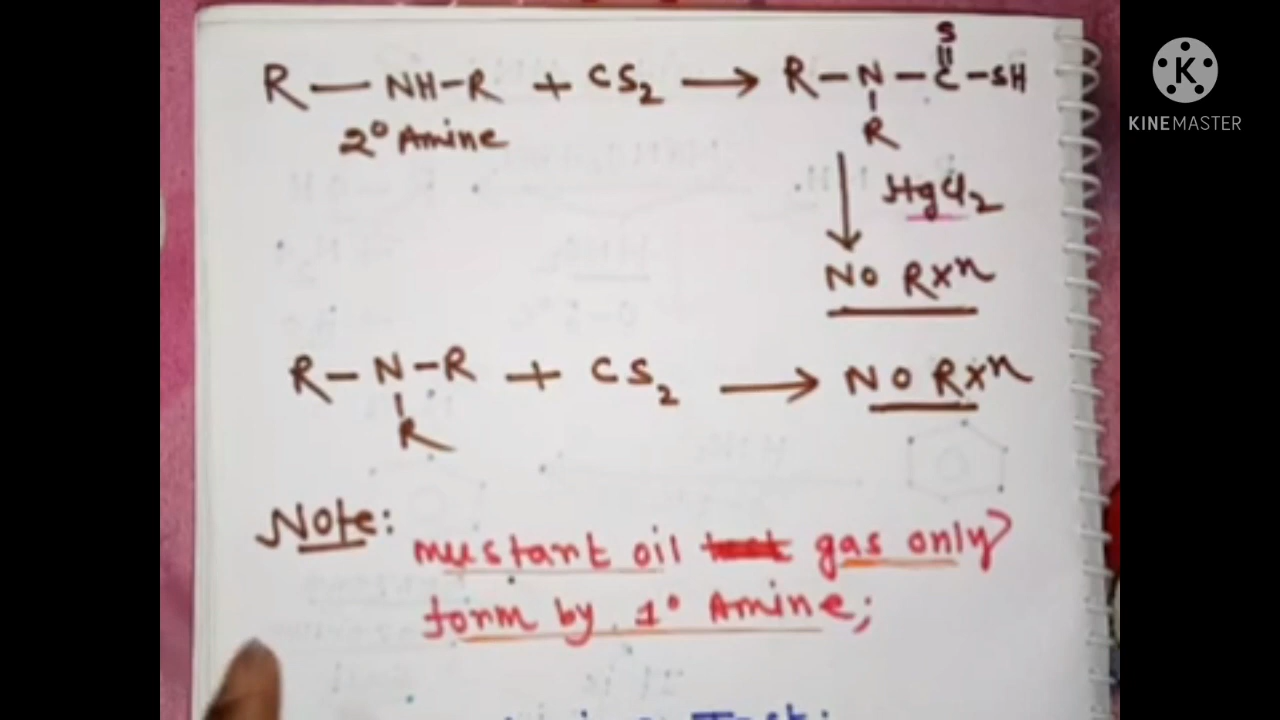 R — NH – R + CS₂ → R – N – C – SH
S
||
R
2° Amine
HgCl₂
NO Rxⁿ
R – N – R + CS₂ → NO Rxⁿ
R
Note:
mustant oil gas only
form by 1° Amine;
Test:
K
KINEMASTER